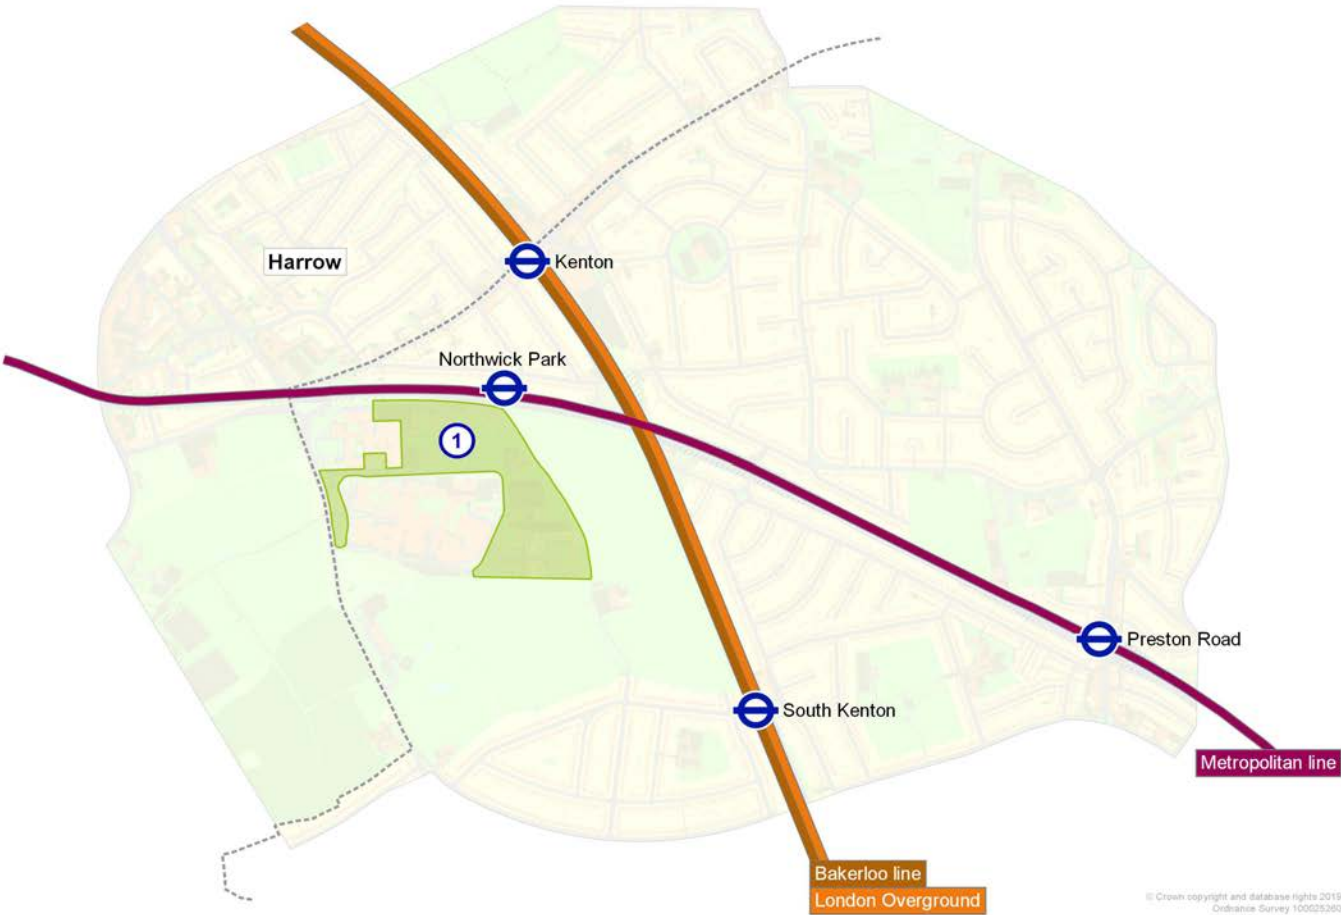 Kenton
Harrow
Northwick Park
1
Preston Road
South Kenton
Metropolitan line
Bakerloo line
London Overground
© Crown copyright and database rights 2019
Ordnance Survey 100025260